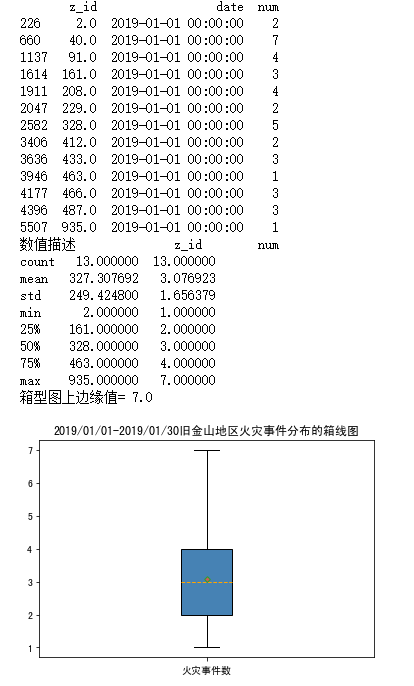 z_id date num
226 2.0 2019-01-01 00:00:00 2
660 40.0 2019-01-01 00:00:00 7
1137 91.0 2019-01-01 00:00:00 4
1614 161.0 2019-01-01 00:00:00 3
1911 208.0 2019-01-01 00:00:00 4
2047 229.0 2019-01-01 00:00:00 2
2582 328.0 2019-01-01 00:00:00 5
3406 412.0 2019-01-01 00:00:00 2
3636 433.0 2019-01-01 00:00:00 3
3946 463.0 2019-01-01 00:00:00 1
4177 466.0 2019-01-01 00:00:00 3
4396 487.0 2019-01-01 00:00:00 3
5507 935.0 2019-01-01 00:00:00 1
数值描述 z_id num
count 13.000000 13.000000
mean 327.307692 3.076923
std 249.424800 1.656379
min 2.000000 1.000000
25% 161.000000 2.000000
50% 328.000000 3.000000
75% 463.000000 4.000000
max 935.000000 7.000000
箱型图上边缘值= 7.0
2019/01/01-2019/01/30旧金山地区火灾事件分布的箱线图
7
6
5
4
3
2
1
火灾事件数